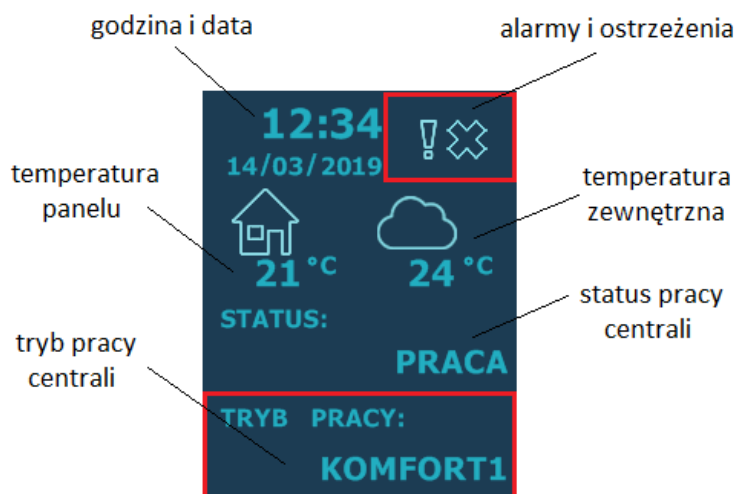 godzina i data
alarmy i ostrzeżenia
12:34
14/03/2019
temperatura
panelu
temperatura
zewnętrzna
21 °C
24 °C
STATUS:
status pracy
centrali
PRACA
tryb pracy
centrali
TRYB PRACY:
KOMFORT1